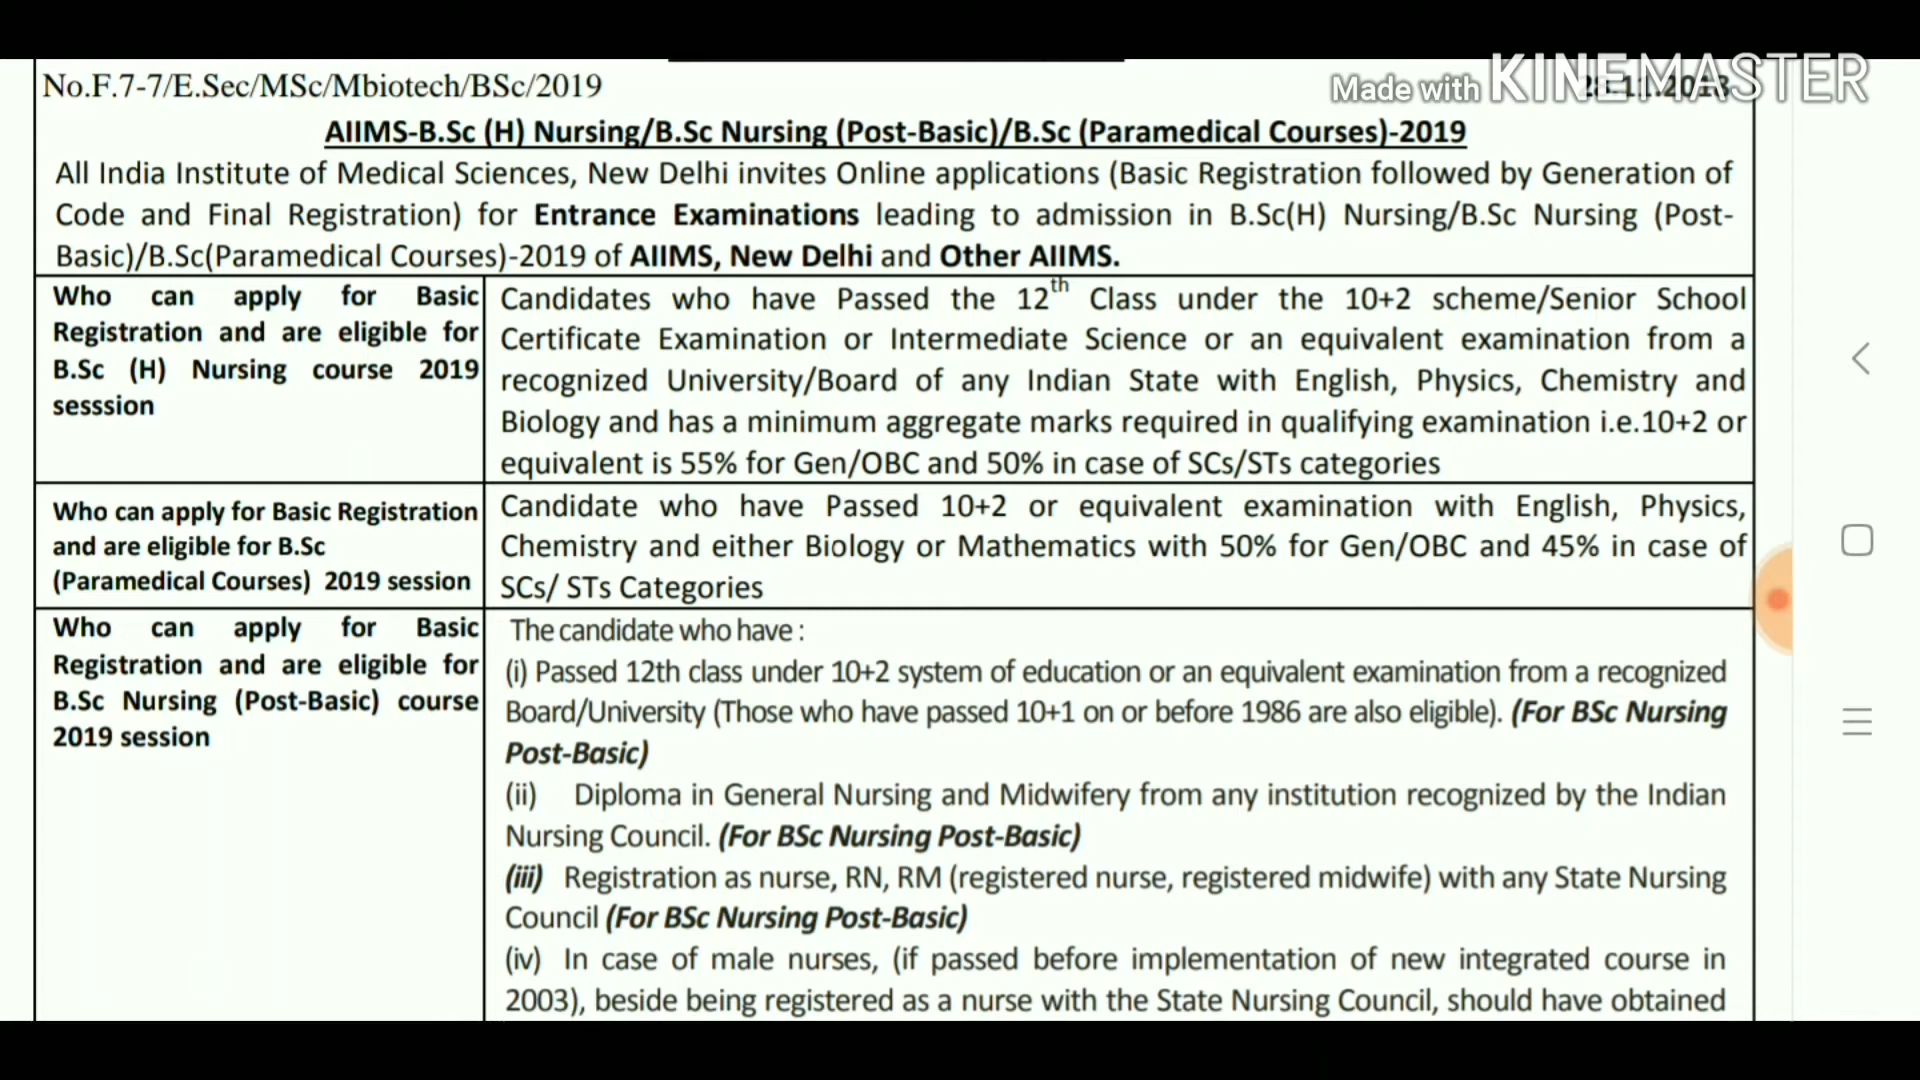 No.F.7-7/E.Sec/MSc/Mbiotech/BSc/2019
Made with KINEMASTER
AIIMS-B.Sc (H) Nursing/B.Sc Nursing (Post-Basic)/B.Sc (Paramedical Courses)-2019
All India Institute of Medical Sciences, New Delhi invites Online applications (Basic Registration followed by Generation of
Code and Final Registration) for Entrance Examinations leading to admission in B.Sc(H) Nursing/B.Sc Nursing (Post-
Basic)/B.Sc(Paramedical Courses)-2019 of AIIMS, New Delhi and Other AIIMS.
Who can apply for Basic
Registration and are eligible for
B.Sc (H) Nursing course 2019
sesssion
Candidates who have Passed the 12th Class under the 10+2 scheme/Senior School
Certificate Examination or Intermediate Science or an equivalent examination from a
recognized University/Board of any Indian State with English, Physics, Chemistry and
Biology and has a minimum aggregate marks required in qualifying examination i.e.10+2 or
equivalent is 55% for Gen/OBC and 50% in case of SCs/STs categories
Who can apply for Basic Registration
and are eligible for B.Sc
(Paramedical Courses) 2019 session
Candidate who have Passed 10+2 or equivalent examination with English, Physics,
Chemistry and either Biology or Mathematics with 50% for Gen/OBC and 45% in case of
SCs/ STs Categories
Who can apply for Basic
Registration and are eligible for
B.Sc Nursing (Post-Basic) course
2019 session
The candidate who have :
(i) Passed 12th class under 10+2 system of education or an equivalent examination from a recognized
Board/University (Those who have passed 10+1 on or before 1986 are also eligible). (For BSc Nursing
Post-Basic)
(ii) Diploma in General Nursing and Midwifery from any institution recognized by the Indian
Nursing Council. (For BSc Nursing Post-Basic)
(iii) Registration as nurse, RN, RM (registered nurse, registered midwife) with any State Nursing
Council (For BSc Nursing Post-Basic)
(iv) In case of male nurses, (if passed before implementation of new integrated course in
2003), beside being registered as a nurse with the State Nursing Council, should have obtained